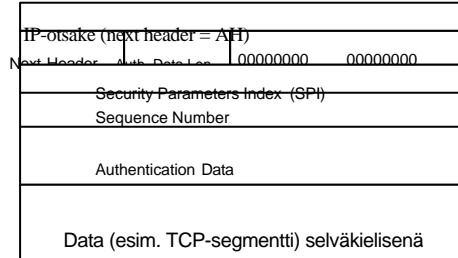 IP-otsake (next header = AH)
Next Header Auth. Data Len 00000000 00000000
Security Parameters Index (SPI)
Sequence Number
Authentication Data
Data (esim. TCP-segmentti) selväkielisenä